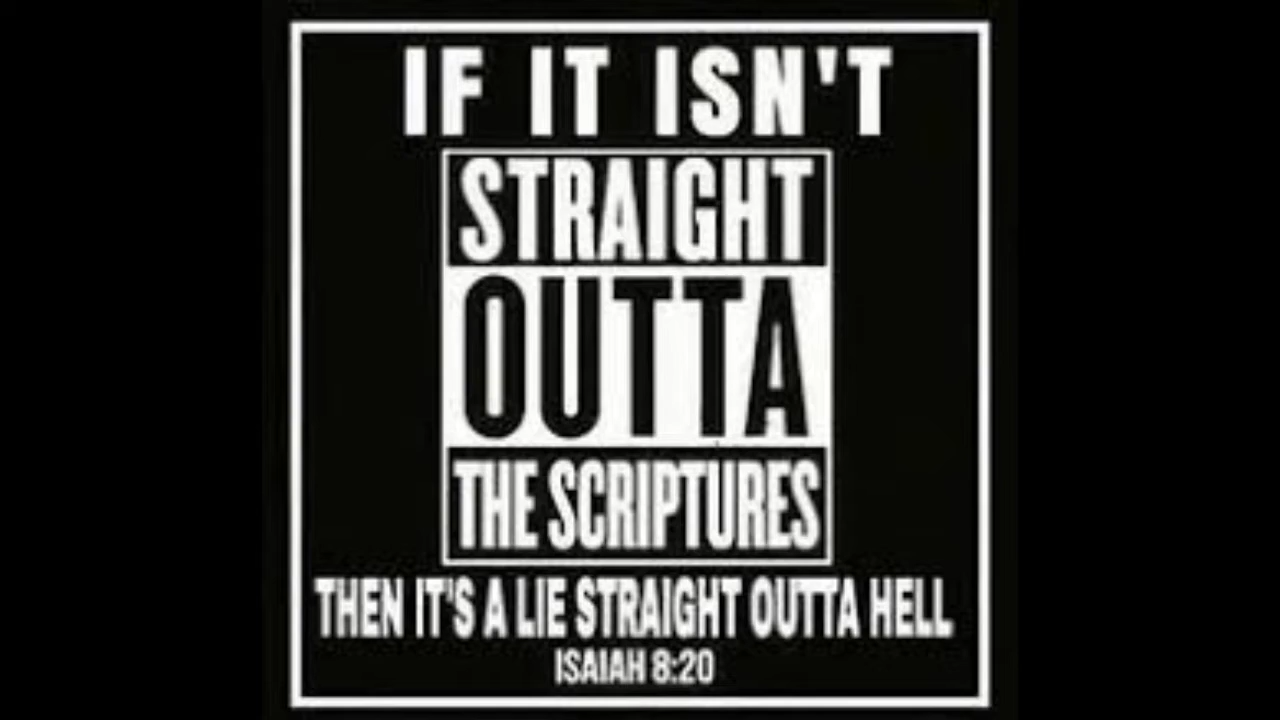 IF IT ISN'T
STRAIGHT
OUTTA
THE SCRIPTURES
THEN IT'S A LIE STRAIGHT OUTTA HELL
ISAIAH 8:20